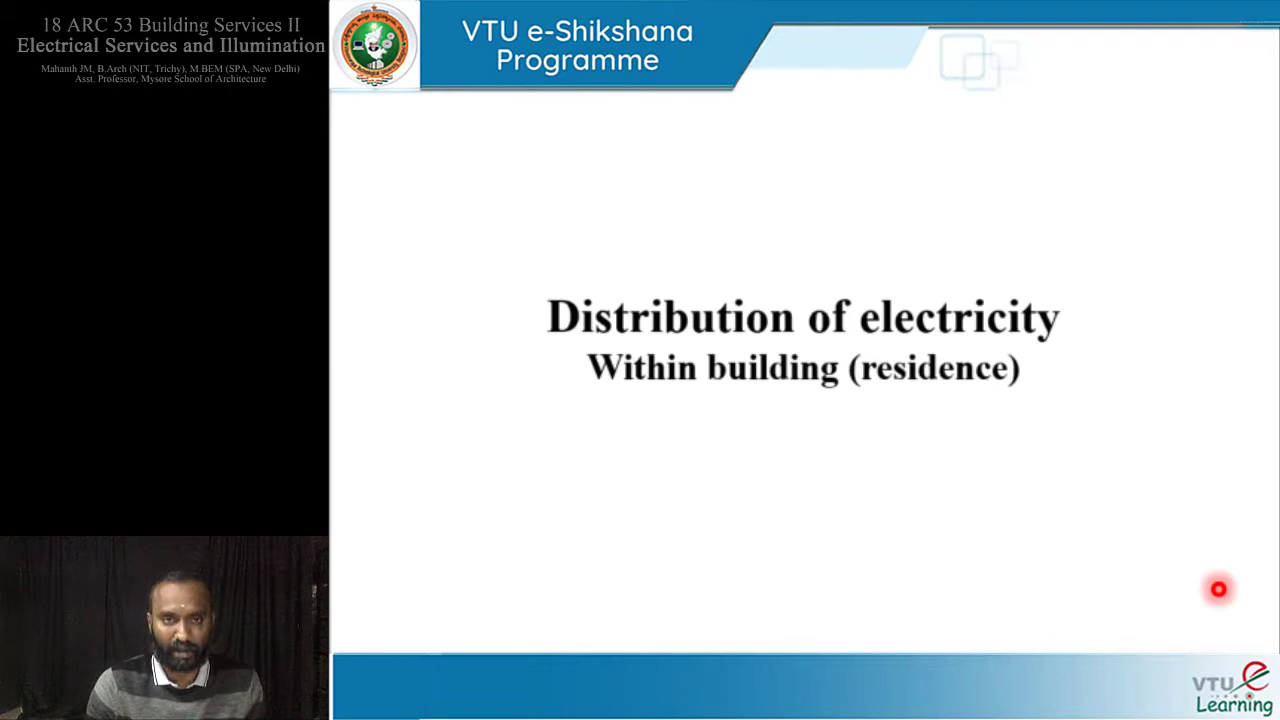 18 ARC 53 Building Services II
Electrical Services and Illumination
Mahanth JM, B.Arch (NIT, Trichy), M.BEM (SPA, New Delhi)
Asst. Professor, Mysore School of Architecture
VTU e-Shikshana
Programme
Distribution of electricity
Within building (residence)
VTU e
Learning